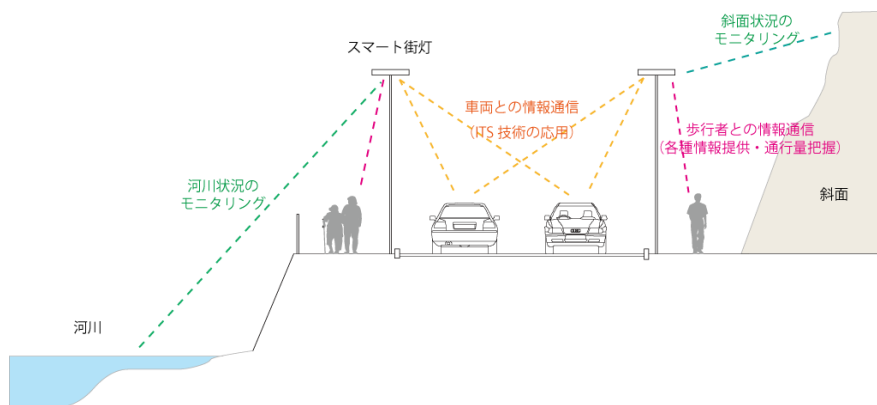 スマート街灯
斜面状況の
モニタリング
車両との情報通信
（ITS 技術の応用）
歩行者との情報通信
（各種情報提供・通行量把握）
河川状況の
モニタリング
斜面
河川